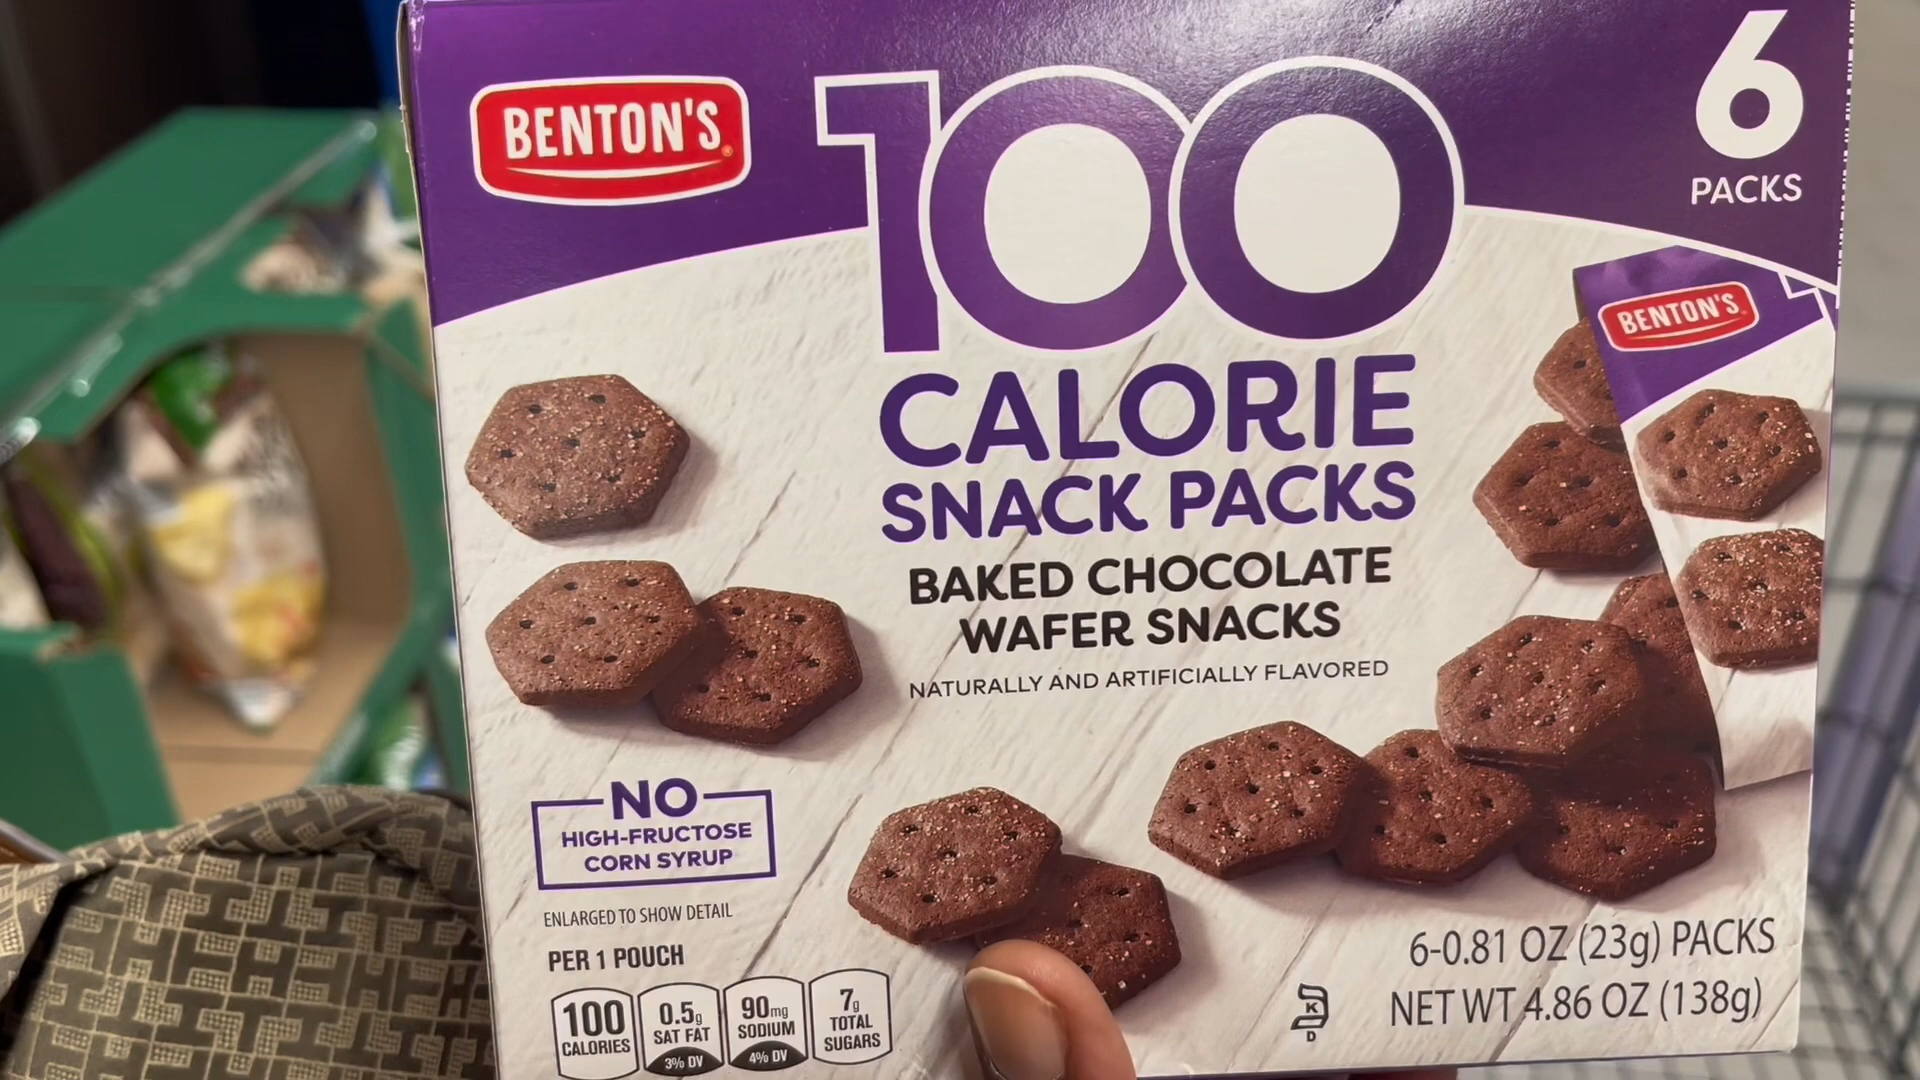 BENTON'S
100
CALORIE
SNACK PACKS
BAKED CHOCOLATE
WAFER SNACKS
NATURALLY AND ARTIFICIALLY FLAVORED
6
PACKS
BENTON'S
NO
HIGH-FRUCTOSE
CORN SYRUP
ENLARGED TO SHOW DETAIL
PER 1 POUCH
100
CALORIES
0.5g
SAT FAT
3% DV
90mg
SODIUM
4% DV
7g
TOTAL
SUGARS
K
D
6-0.81 OZ (23g) PACKS
NET WT 4.86 OZ (138g)